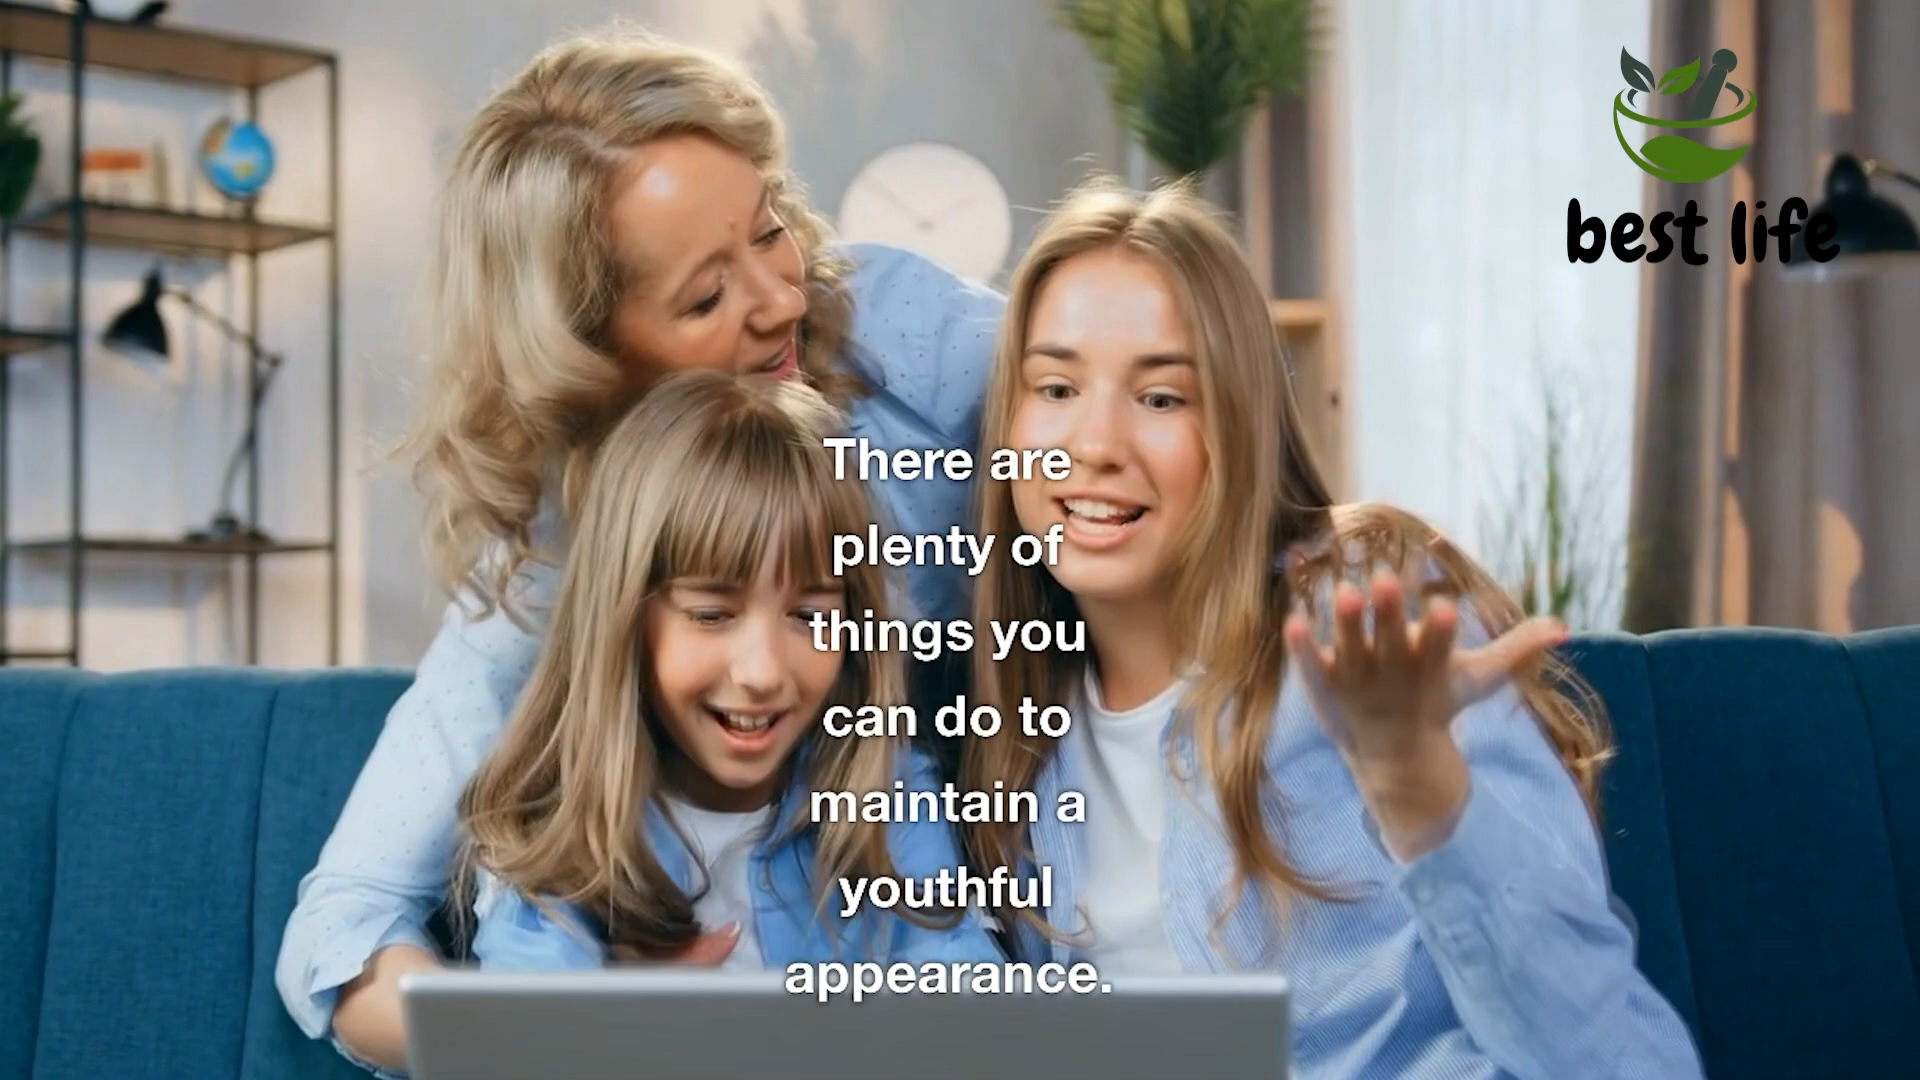 best life
There are
plenty of
things you
can do to
maintain a
youthful
appearance.